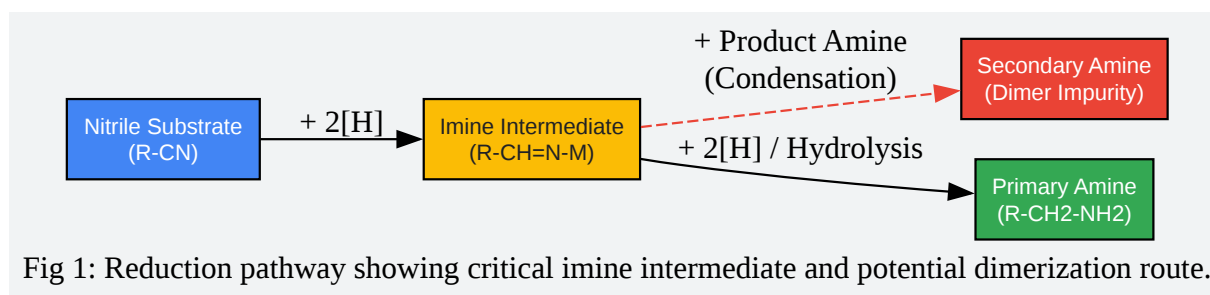 Nitrile Substrate
(R-CN)
+ 2[H]
Imine Intermediate
(R-CH=N-M)
+ Product Amine
(Condensation)
Secondary Amine
(Dimer Impurity)
+ 2[H] / Hydrolysis
Primary Amine
(R-CH2-NH2)
Fig 1: Reduction pathway showing critical imine intermediate and potential dimerization route.